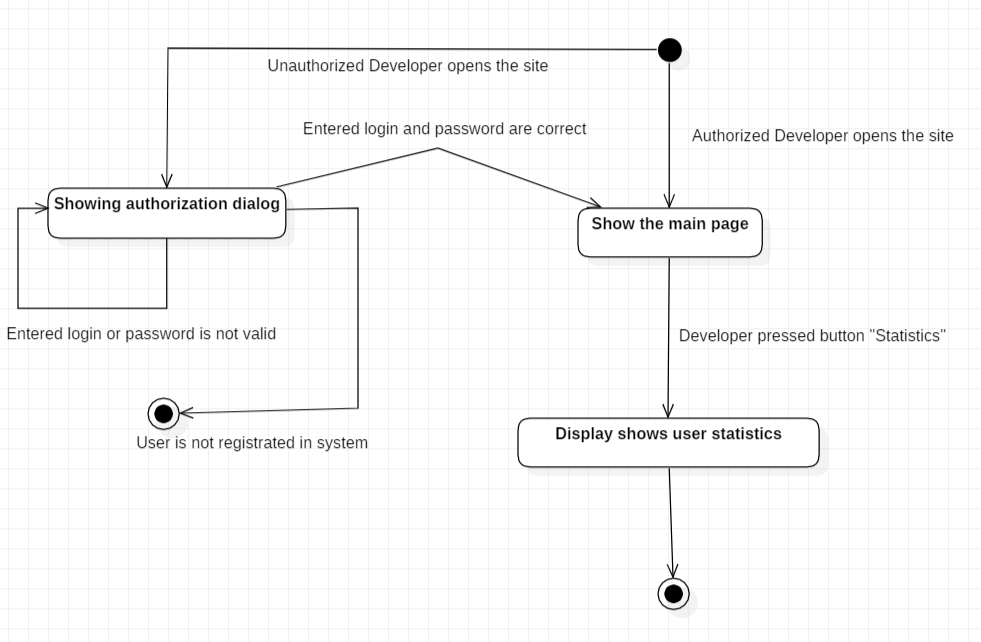 Unauthorized Developer opens the site
Entered login and password are correct
Authorized Developer opens the site
Showing authorization dialog
Show the main page
Entered login or password is not valid
Developer pressed button "Statistics"
User is not registrated in system
Display shows user statistics